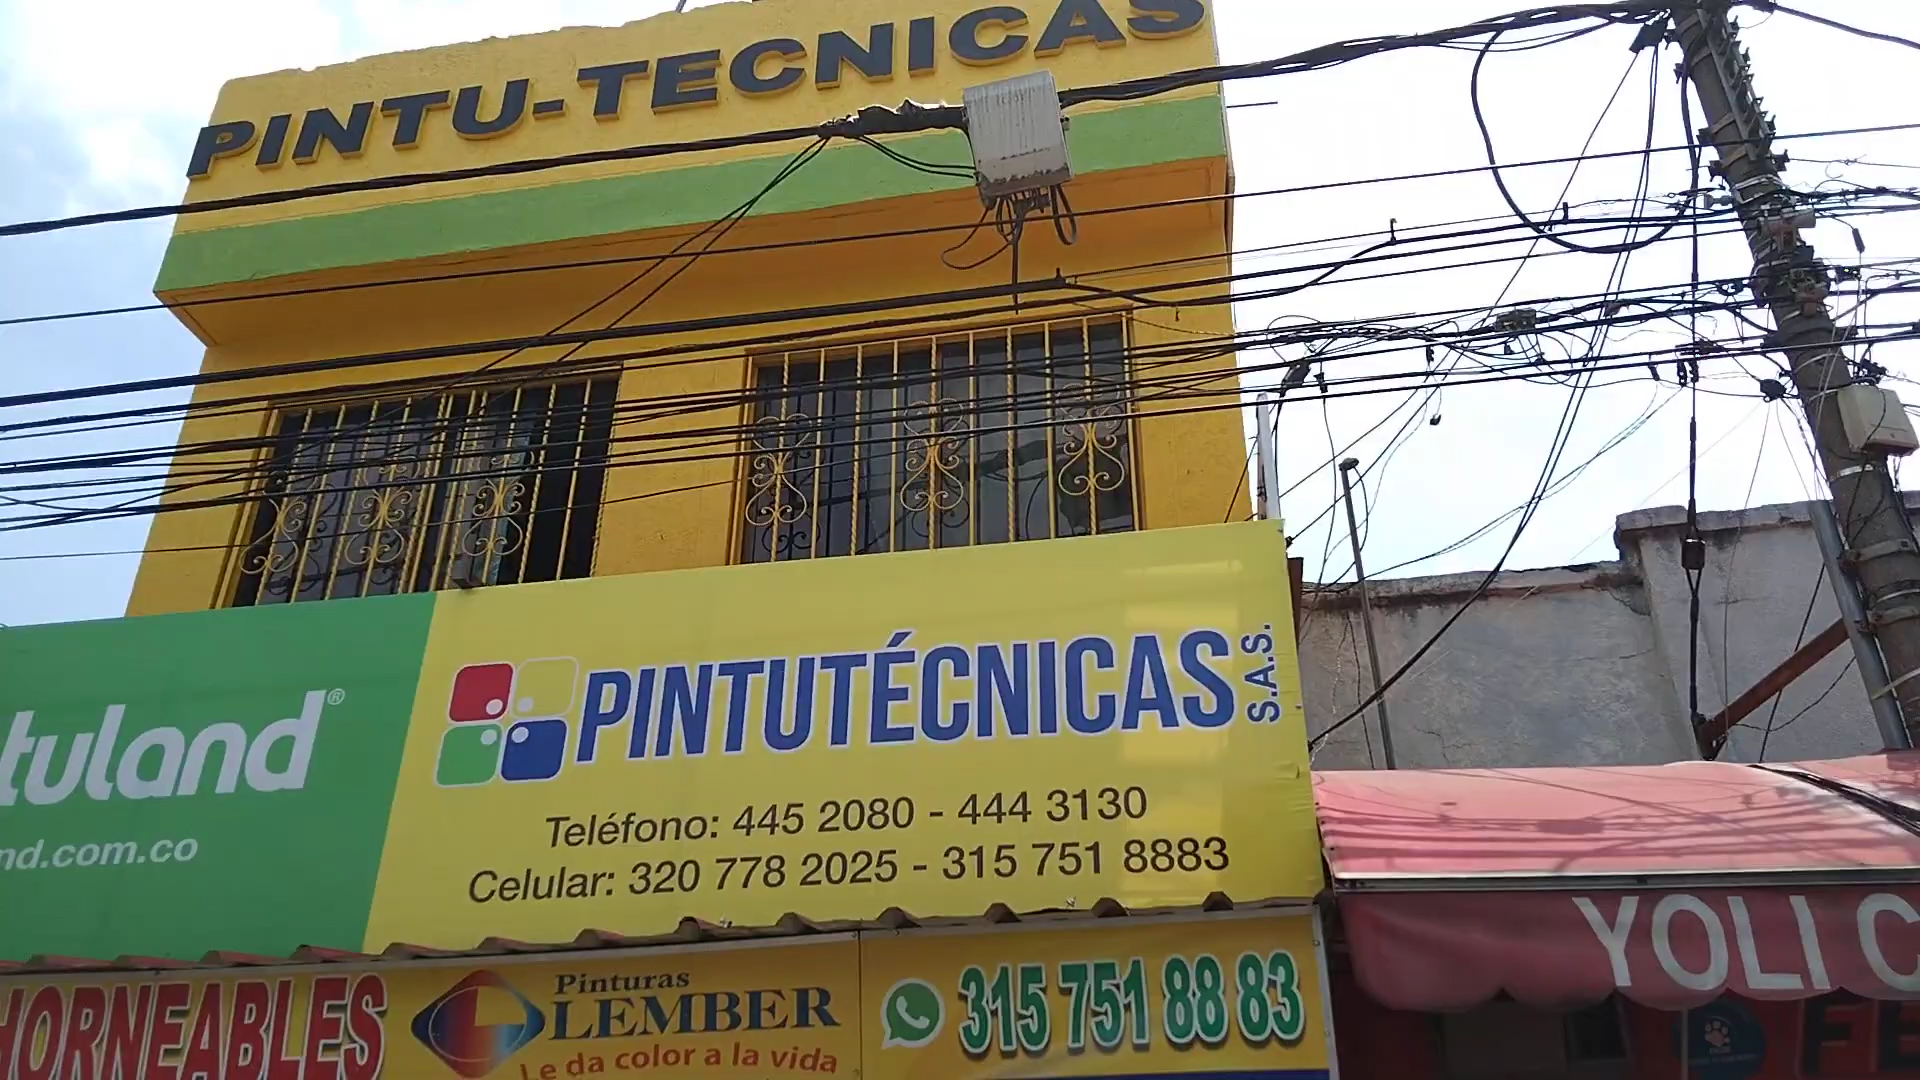 PINTU-TECNICAS
tuland®
nd.com.co
PINTUTÉCNICAS S.A.S.
Teléfono: 445 2080 - 444 3130
Celular: 320 778 2025 - 315 751 8883
HORNEABLES
Pinturas
LEMBER
Le da color a la vida
315 751 88 83
YOLI C
FE